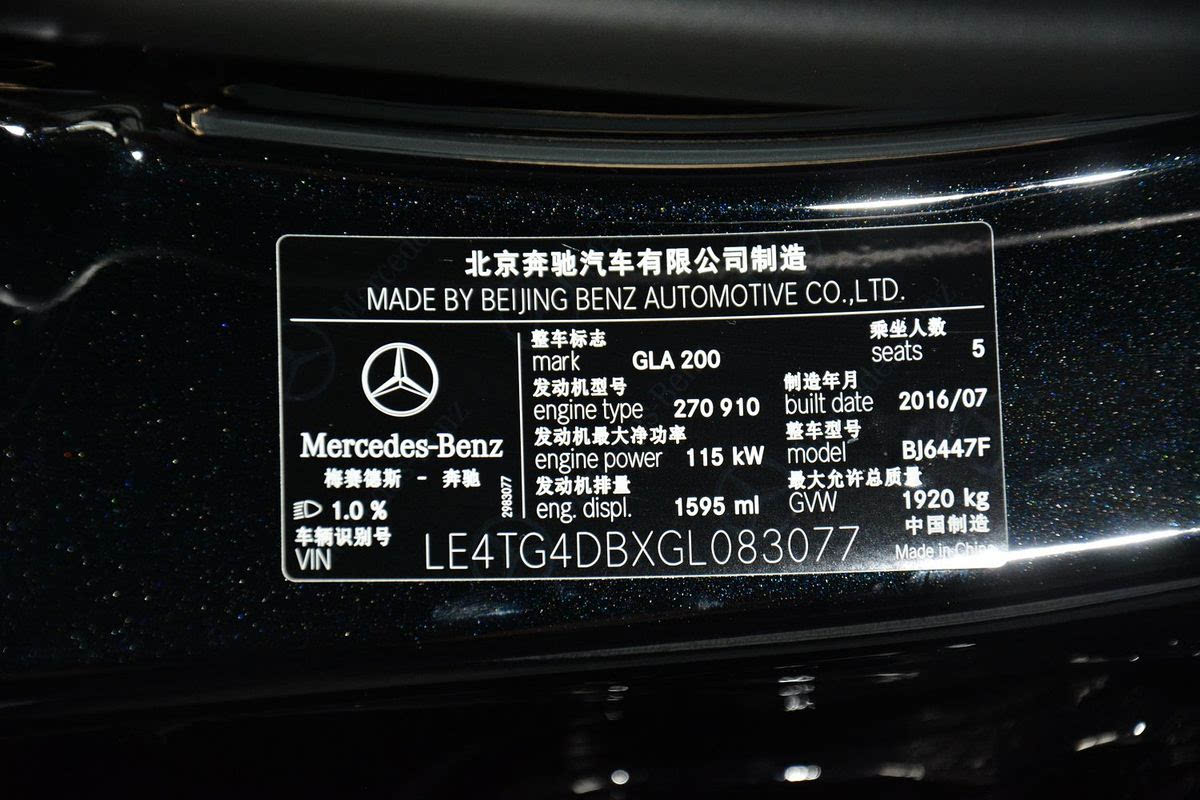 北京奔驰汽车有限公司制造
MADE BY BEIJING BENZ AUTOMOTIVE CO.,LTD.
Mercedes-Benz
梅赛德斯 - 奔驰
1.0 %
2983077
整车标志
mark GLA 200
乘坐人数
seats 5
发动机型号
engine type 270 910
制造年月
built date 2016/07
发动机最大净功率
engine power 115 kW
整车型号
model BJ6447F
发动机排量
eng. displ. 1595 ml
最大允许总质量
GVW 1920 kg
车辆识别号
VIN LE4TG4DBXGL083077
中国制造
Made in China